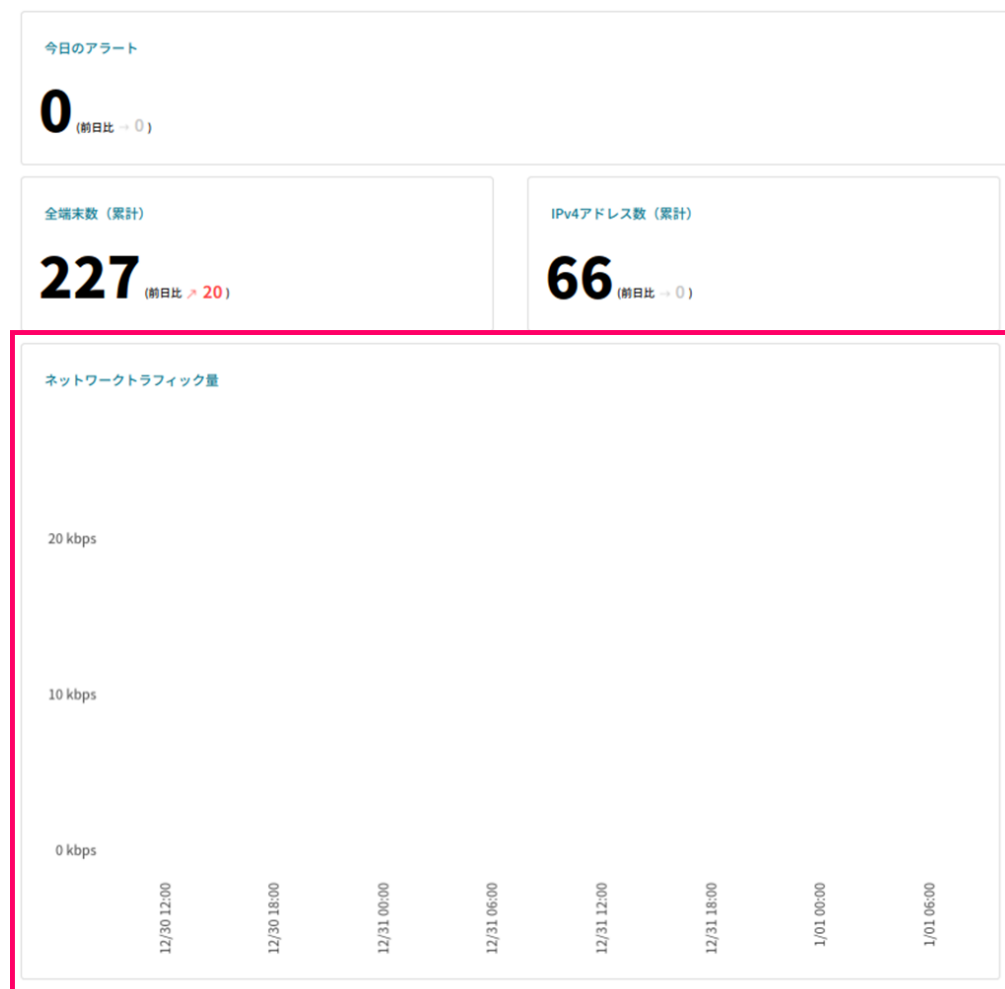 今日のアラート
0 (前日比 → 0 )
全端末数（累計）
227 (前日比 ↗ 20 )
IPv4アドレス数（累計）
66 (前日比 → 0 )
ネットワークトラフィック量
20 kbps
10 kbps
0 kbps
12/30 12:00
12/30 18:00
12/31 00:00
12/31 06:00
12/31 12:00
12/31 18:00
1/01 00:00
1/01 06:00